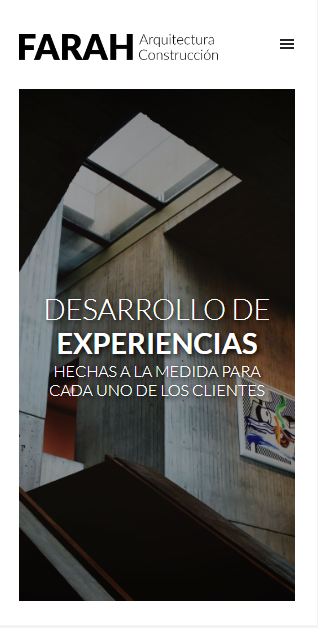 FARAH Arquitectura
Construcción
DESARROLLO DE
EXPERIENCIAS
HECHAS A LA MEDIDA PARA
CADA UNO DE LOS CLIENTES